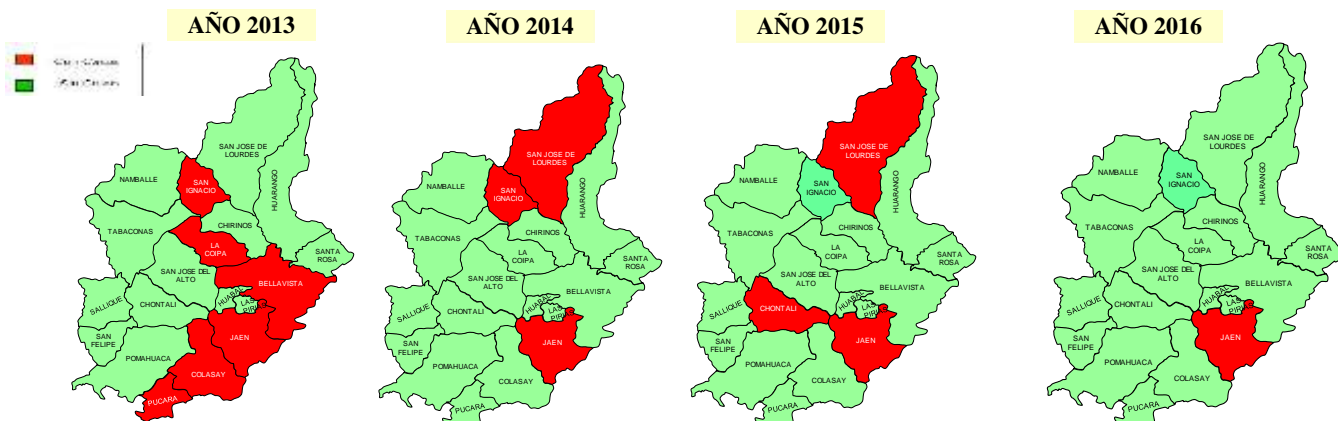 AÑO 2013
SAN JOSE DE
LOURDES
NAMBALLE
SAN
IGNACIO
HUARANGO
TABACONAS
CHIRINOS
LA
COIPA
SANTA
ROSA
SAN JOSE DEL
ALTO
BELLAVISTA
HUABAL
LAS
SALLIQUE
CHONTALI
SAN
FELIPE
JAEN
POMAHUACA
COLASAY
PUCARA
AÑO 2014
SAN JOSE DE
LOURDES
NAMBALLE
SAN
IGNACIO
HUARANGO
TABACONAS
CHIRINOS
LA
COIPA
SANTA
ROSA
SAN JOSE DEL
ALTO
BELLAVISTA
HUABAL
LAS
PIRI
SALLIQUE
CHONTALI
SAN
FELIPE
JAEN
POMAHUACA
COLASAY
PUCARA
AÑO 2015
SAN JOSE DE
LOURDES
NAMBALLE
SAN
IGNACIO
HUARANGO
TABACONAS
CHIRINOS
LA
COIPA
SANTA
ROSA
SAN JOSE DEL
ALTO
BELLAVISTA
HUABAL
LAS
PIRI
SALLIQUE
CHONTALI
SAN
FELIPE
JAEN
POMAHUACA
COLASAY
PUCARA
AÑO 2016
SAN JOSE DE
LOURDES
NAMBALLE
SAN
IGNACIO
HUARANGO
TABACONAS
CHIRINOS
LA
COIPA
SANTA
ROSA
SAN JOSE DEL
ALTO
BELLAVISTA
HUABAL
LAS
PIRI
SALLIQUE
CHONTALI
SAN
FELIPE
JAEN
POMAHUACA
COLASAY
PUCARA